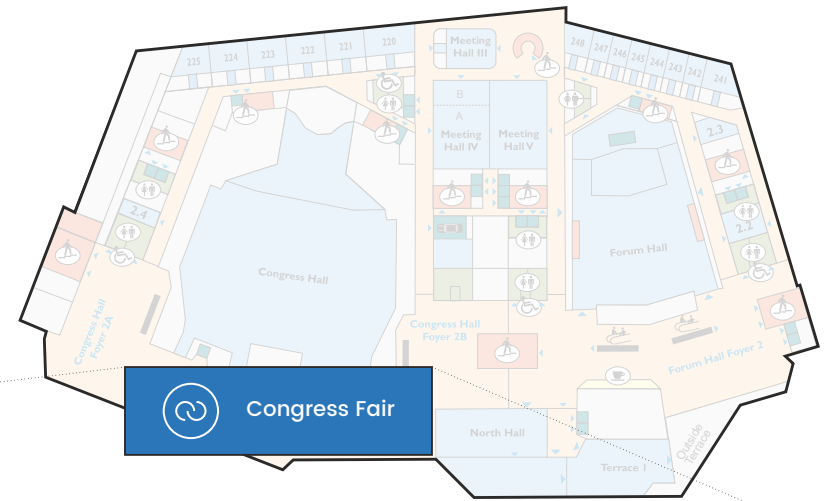 225
224
223
222
221
220
Meeting
Hall III
248
247
246
245
244
243
242
241
B
A
Meeting
Hall IV
Meeting
Hall V
2.3
2.4
2.2
Congress Hall
Forum Hall
Congress Hall
Foyer 2A
Congress Hall
Foyer 2B
Forum Hall Foyer 2
Congress Fair
North Hall
Terrace 1
Outside
Terrace